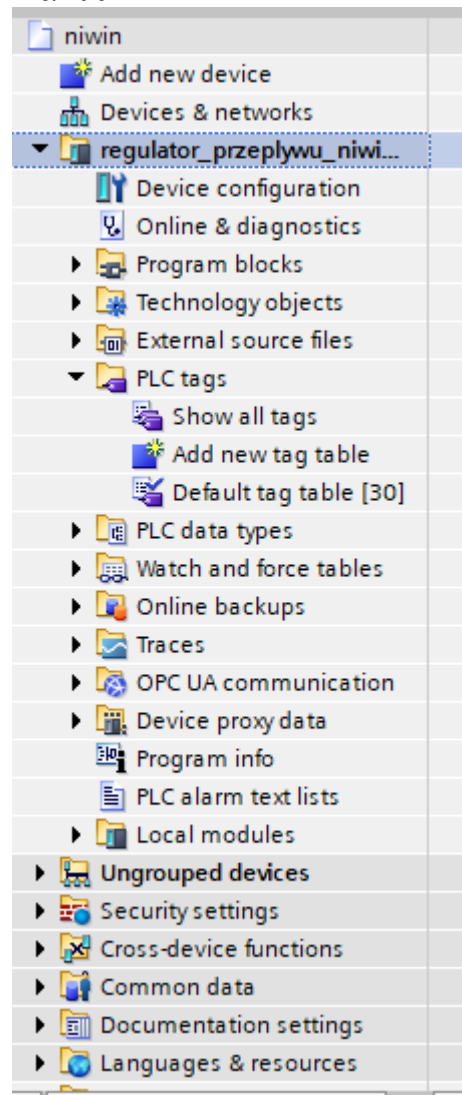 niwin
Add new device
Devices & networks
regulator_przeplywu_niwi...
Device configuration
Online & diagnostics
Program blocks
Technology objects
External source files
PLC tags
Show all tags
Add new tag table
Default tag table [30]
PLC data types
Watch and force tables
Online backups
Traces
OPC UA communication
Device proxy data
Program info
PLC alarm text lists
Local modules
Ungrouped devices
Security settings
Cross-device functions
Common data
Documentation settings
Languages & resources